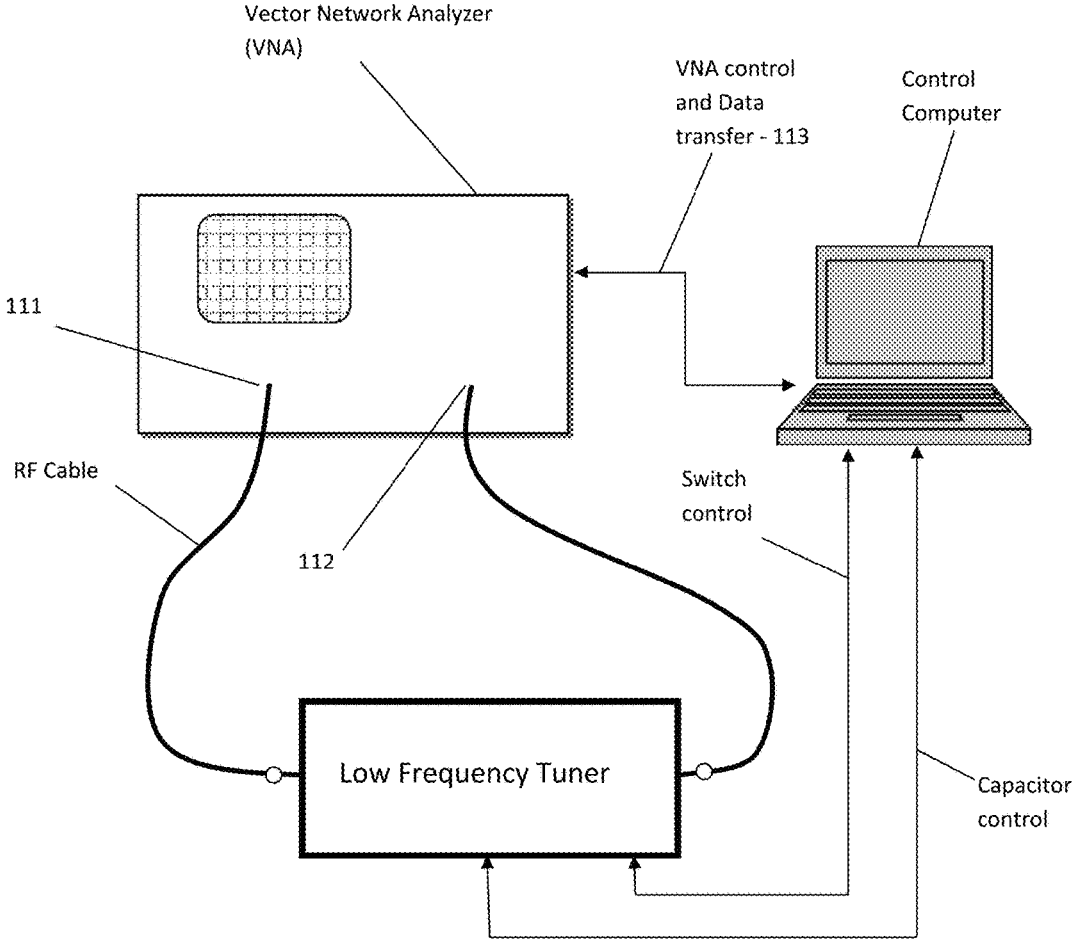 Vector Network Analyzer
(VNA)
VNA control
and Data
transfer - 113
Control
Computer
111
RF Cable
112
Switch
control
Low Frequency Tuner
Capacitor
control